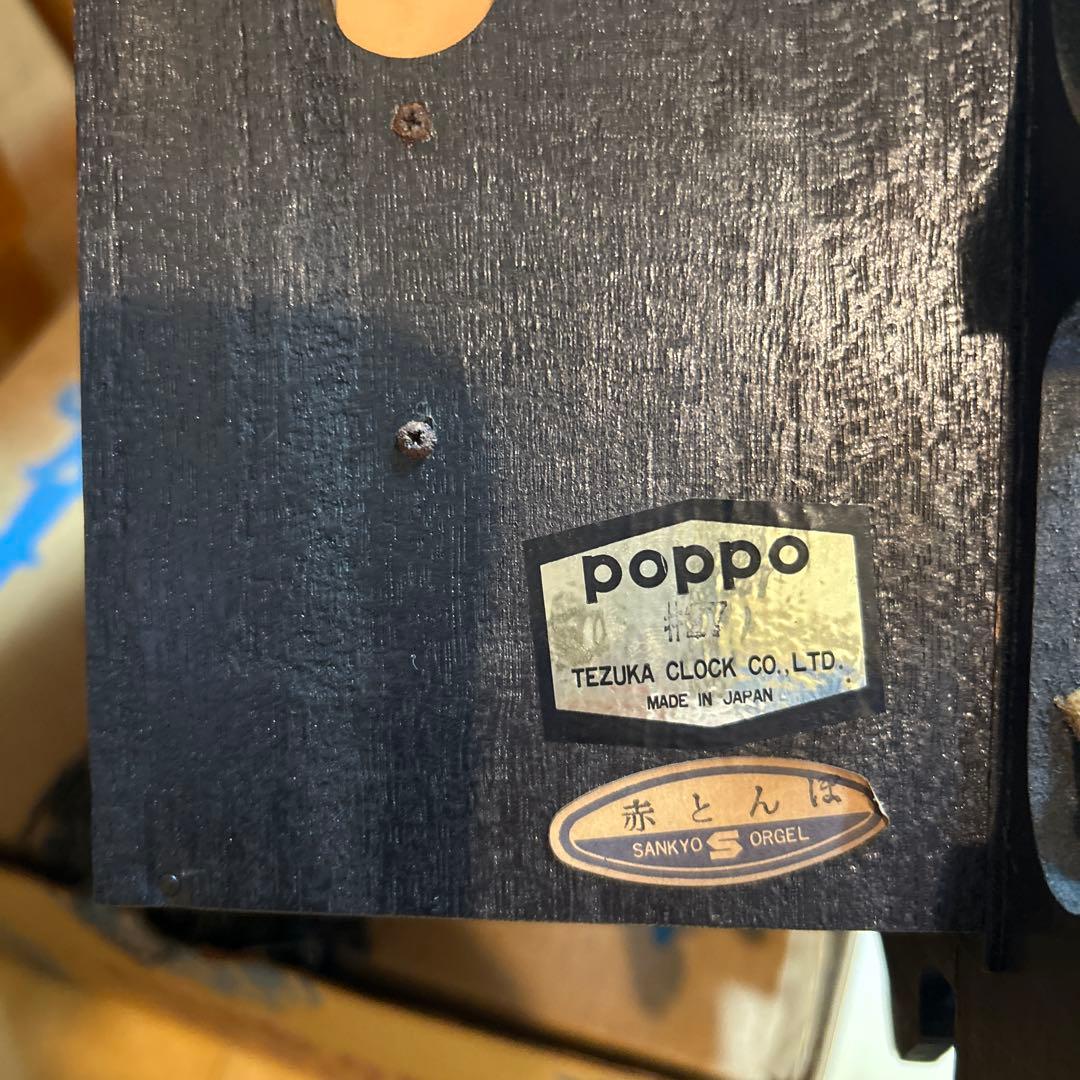 poppo
TEZUKA CLOCK CO., LTD.
MADE IN JAPAN
赤とんぼ
SANKYO S ORGEL